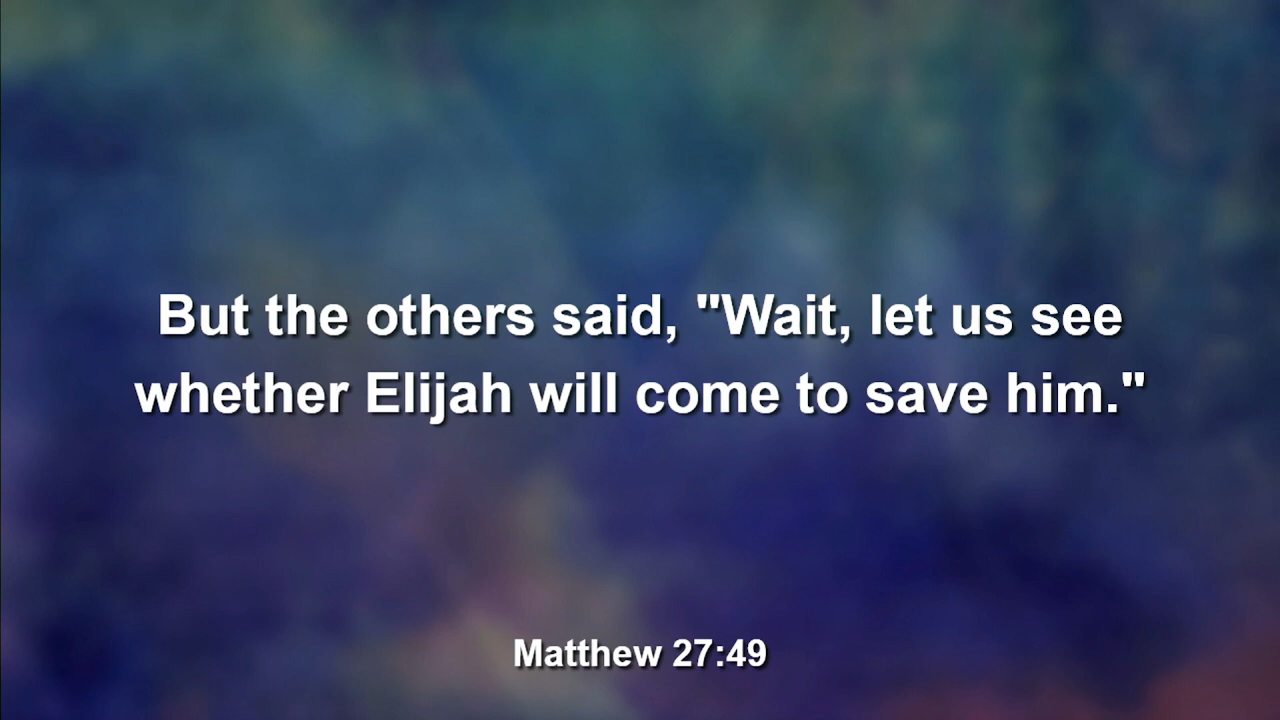 But the others said, "Wait, let us see
whether Elijah will come to save him."
Matthew 27:49